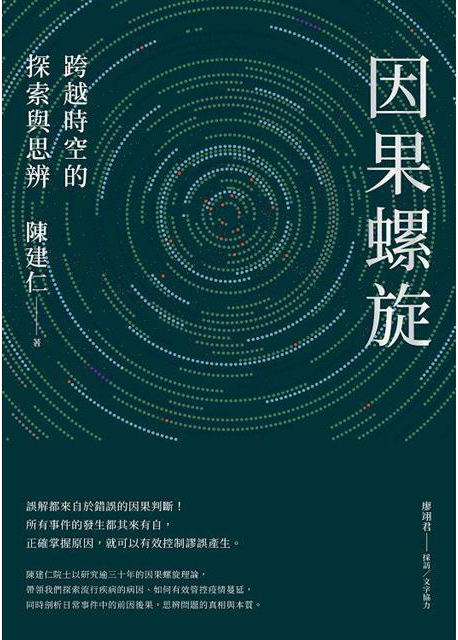 因果螺旋
跨越時空的
探索與思辨
陳建仁──著
誤解都來自於錯誤的因果判斷！
所有事件的發生都其來有自，
正確掌握原因，就可以有效控制謬誤產生。
廖翊君──採訪／文字協力
陳建仁院士以研究逾三十年的因果螺旋理論，
帶領我們探索流行疾病的病因、如何有效管控疫情蔓延，
同時剖析日常事件中的前因後果，思辨問題的真相與本質。